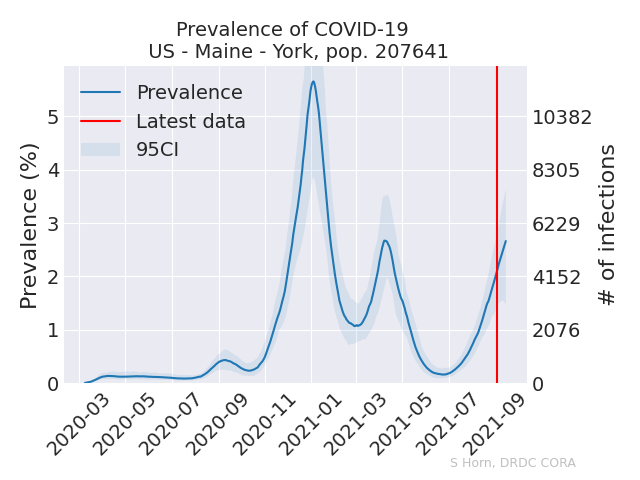 Prevalence of COVID-19
US - Maine - York, pop. 207641
Prevalence
Latest data
95CI
Prevalence (%)
5
4
3
2
1
0
10382
8305
6229
4152
2076
0
# of infections
2020-03
2020-05
2020-07
2020-09
2020-11
2021-01
2021-03
2021-05
2021-07
2021-09
S Horn, DRDC CORA